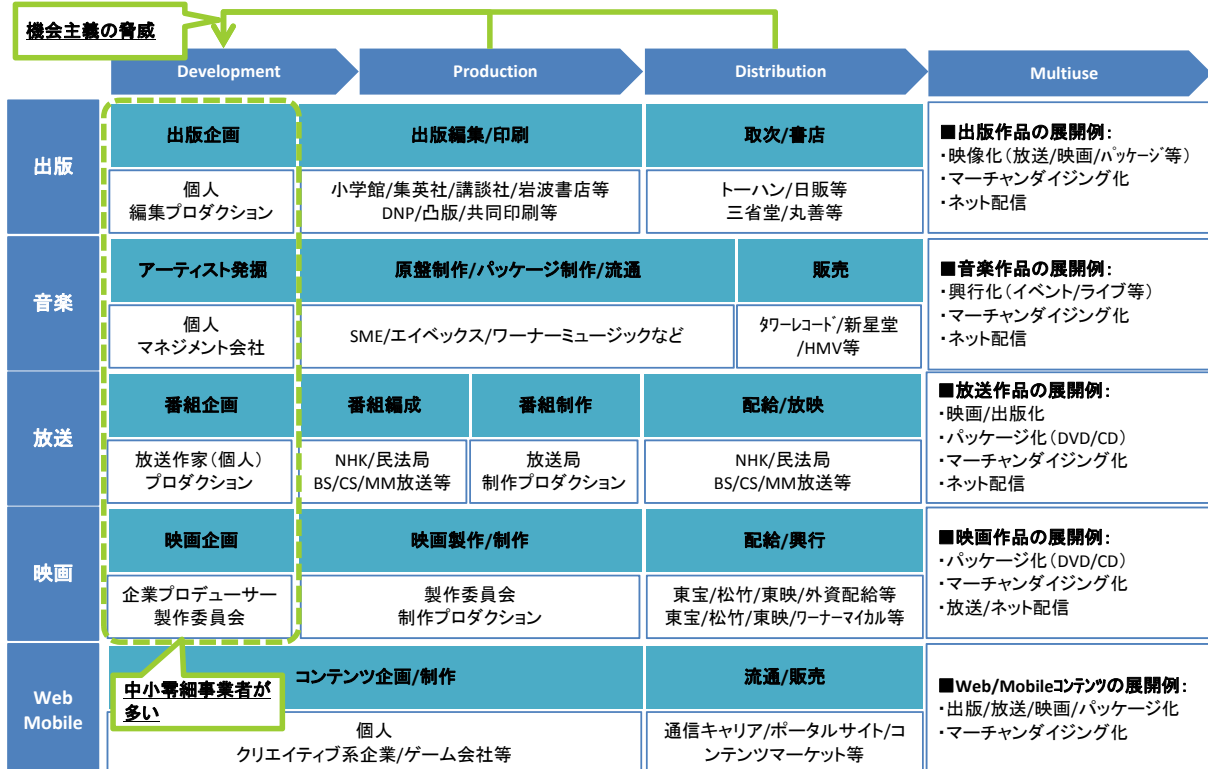 機会主義の脅威
Development
Production
Distribution
Multiuse
出版
出版企画
出版編集/印刷
取次/書店
個人
編集プロダクション
小学館/集英社/講談社/岩波書店等
DNP/凸版/共同印刷等
トーハン/日販等
三省堂/丸善等
■出版作品の展開例：
・映像化（放送/映画/パッケージ等）
・マーチャンダイジング化
・ネット配信
音楽
アーティスト発掘
原盤制作/パッケージ制作/流通
販売
個人
マネジメント会社
SME/エイベックス/ワーナーミュージックなど
タワーレコード/新星堂
/HMV等
■音楽作品の展開例：
・興行化（イベント/ライブ等）
・マーチャンダイジング化
・ネット配信
放送
番組企画
番組編成
番組制作
配給/放映
放送作家（個人）
プロダクション
NHK/民法局
BS/CS/MM放送等
放送局
制作プロダクション
NHK/民法局
BS/CS/MM放送等
■放送作品の展開例：
・映画/出版化
・パッケージ化（DVD/CD）
・マーチャンダイジング化
・ネット配信
映画
映画企画
映画製作/制作
配給/興行
企業プロデューサー
製作委員会
製作委員会
制作プロダクション
東宝/松竹/東映/外資配給等
東宝/松竹/東映/ワーナーマイカル等
■映画作品の展開例：
・パッケージ化（DVD/CD）
・マーチャンダイジング化
・放送/ネット配信
Web
Mobile
コンテンツ企画/制作
流通/販売
中小零細事業者が
多い
個人
クリエイティブ系企業/ゲーム会社等
通信キャリア/ポータルサイト/コ
ンテンツマーケット等
■Web/Mobileコンテンツの展開例：
・出版/放送/映画/パッケージ化
・マーチャンダイジング化